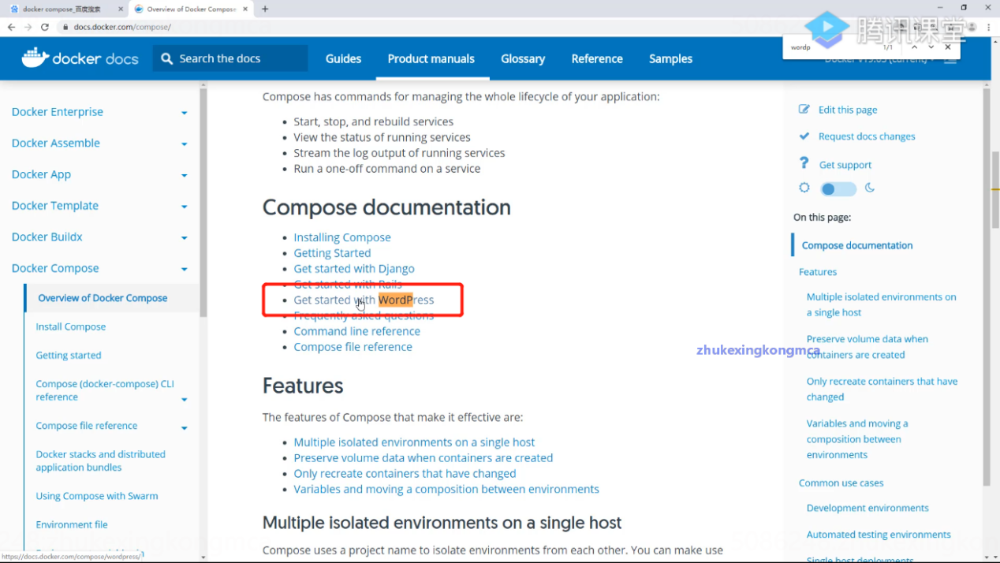 docker compose_百度搜索
Overview of Docker Compose
docs.docker.com/compose/
腾讯课堂
wordp
1/1
docker docs
Search the docs
Guides
Product manuals
Glossary
Reference
Samples
Docker v19.03 (current)
Docker Enterprise
Docker Assemble
Docker App
Docker Template
Docker Buildx
Docker Compose
Overview of Docker Compose
Install Compose
Getting started
Compose (docker-compose) CLI
reference
Compose file reference
Docker stacks and distributed
application bundles
Using Compose with Swarm
Environment file
https://docs.docker.com/compose/wordpress/
Compose has commands for managing the whole lifecycle of your application:
Start, stop, and rebuild services
View the status of running services
Stream the log output of running services
Run a one-off command on a service
Compose documentation
Installing Compose
Getting Started
Get started with Django
Get started with Rails
Get started with WordPress
Frequently asked questions
Command line reference
Compose file reference
Features
The features of Compose that make it effective are:
Multiple isolated environments on a single host
Preserve volume data when containers are created
Only recreate containers that have changed
Variables and moving a composition between environments
Multiple isolated environments on a single host
Compose uses a project name to isolate environments from each other. You can make use
zhukexingkongmca
Edit this page
Request docs changes
Get support
On this page:
Compose documentation
Features
Multiple isolated environments on
a single host
Preserve volume data when
containers are created
Only recreate containers that have
changed
Variables and moving a
composition between
environments
Common use cases
Development environments
Automated testing environments
Single host deployments